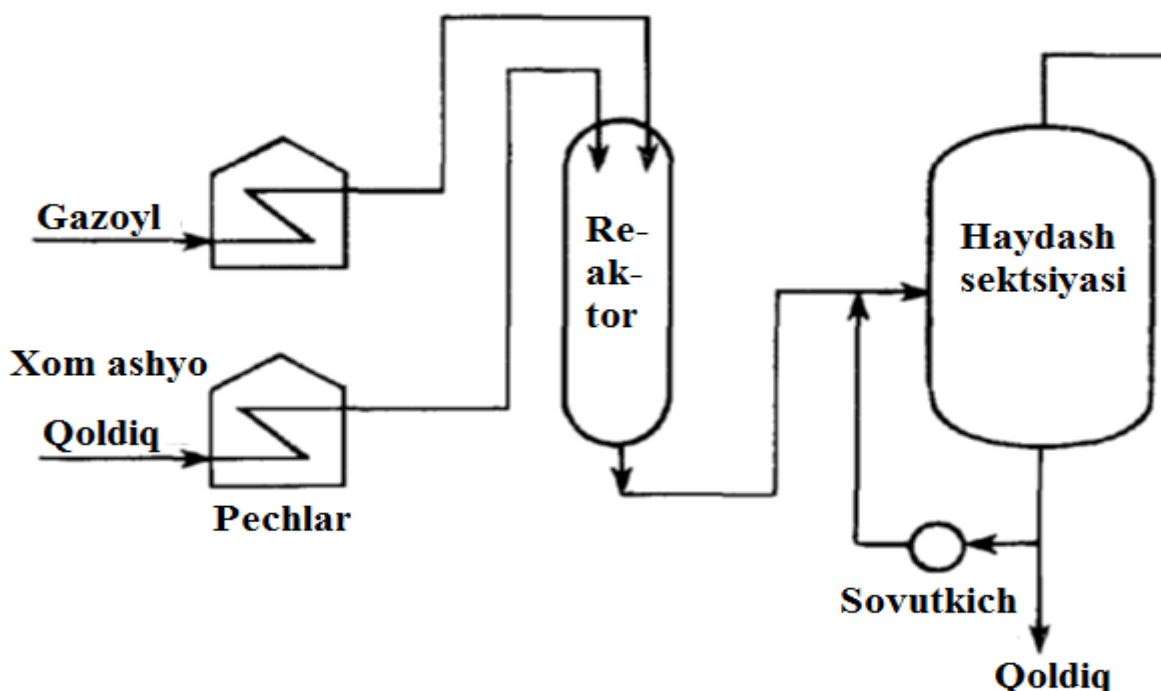 Gazoyl
Xom ashyo
Qoldiq
Pechlar
Re-
ak-
tor
Haydash
sektsiyasi
Sovutkich
Qoldiq